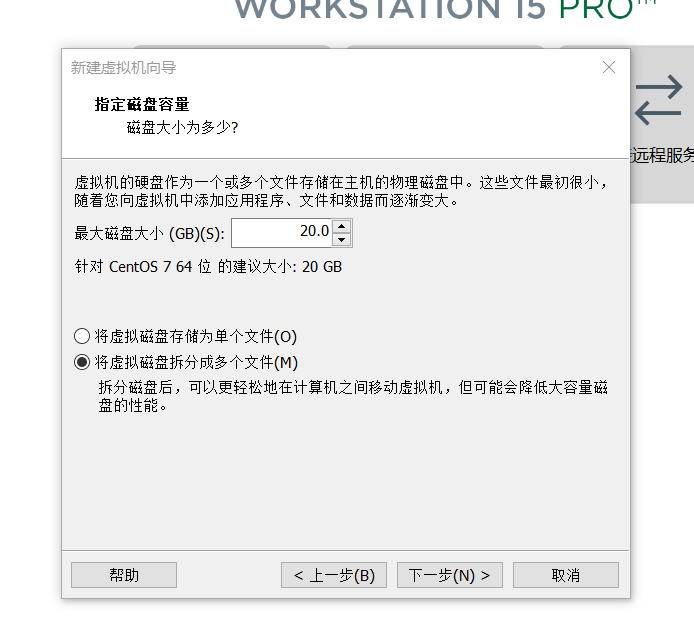 WORKSTATION 15 PRO™
新建虚拟机向导
指定磁盘容量
磁盘大小为多少?
远程服务
虚拟机的硬盘作为一个或多个文件存储在主机的物理磁盘中。这些文件最初很小，
随着您向虚拟机中添加应用程序、文件和数据而逐渐变大。
最大磁盘大小 (GB)(S): 20.0
针对 CentOS 7 64 位 的建议大小: 20 GB
将虚拟磁盘存储为单个文件(O)
将虚拟磁盘拆分成多个文件(M)
拆分磁盘后，可以更轻松地在计算机之间移动虚拟机，但可能会降低大容量磁
盘的性能。
帮助 < 上一步(B) 下一步(N) > 取消